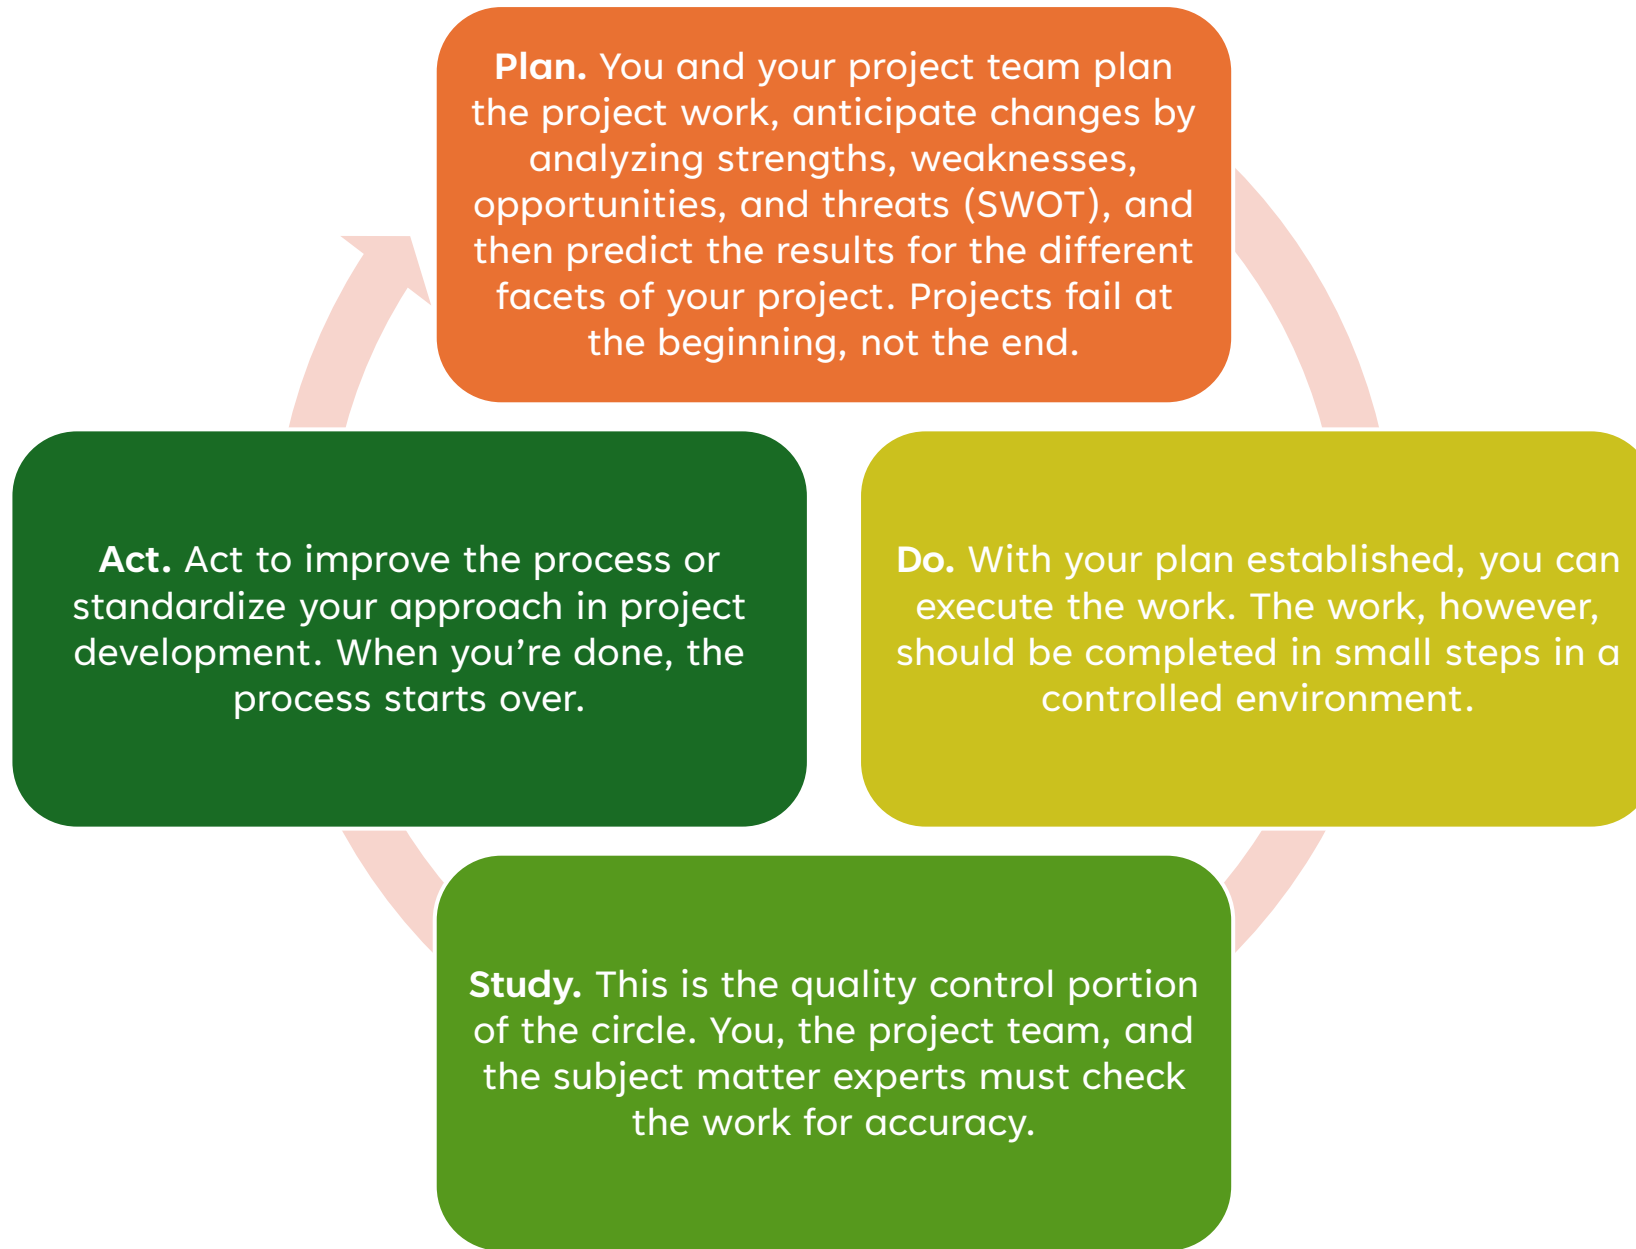 Plan. You and your project team plan
the project work, anticipate changes by
analyzing strengths, weaknesses,
opportunities, and threats (SWOT), and
then predict the results for the different
facets of your project. Projects fail at
the beginning, not the end.
Do. With your plan established, you can
execute the work. The work, however,
should be completed in small steps in a
controlled environment.
Study. This is the quality control portion
of the circle. You, the project team, and
the subject matter experts must check
the work for accuracy.
Act. Act to improve the process or
standardize your approach in project
development. When you’re done, the
process starts over.